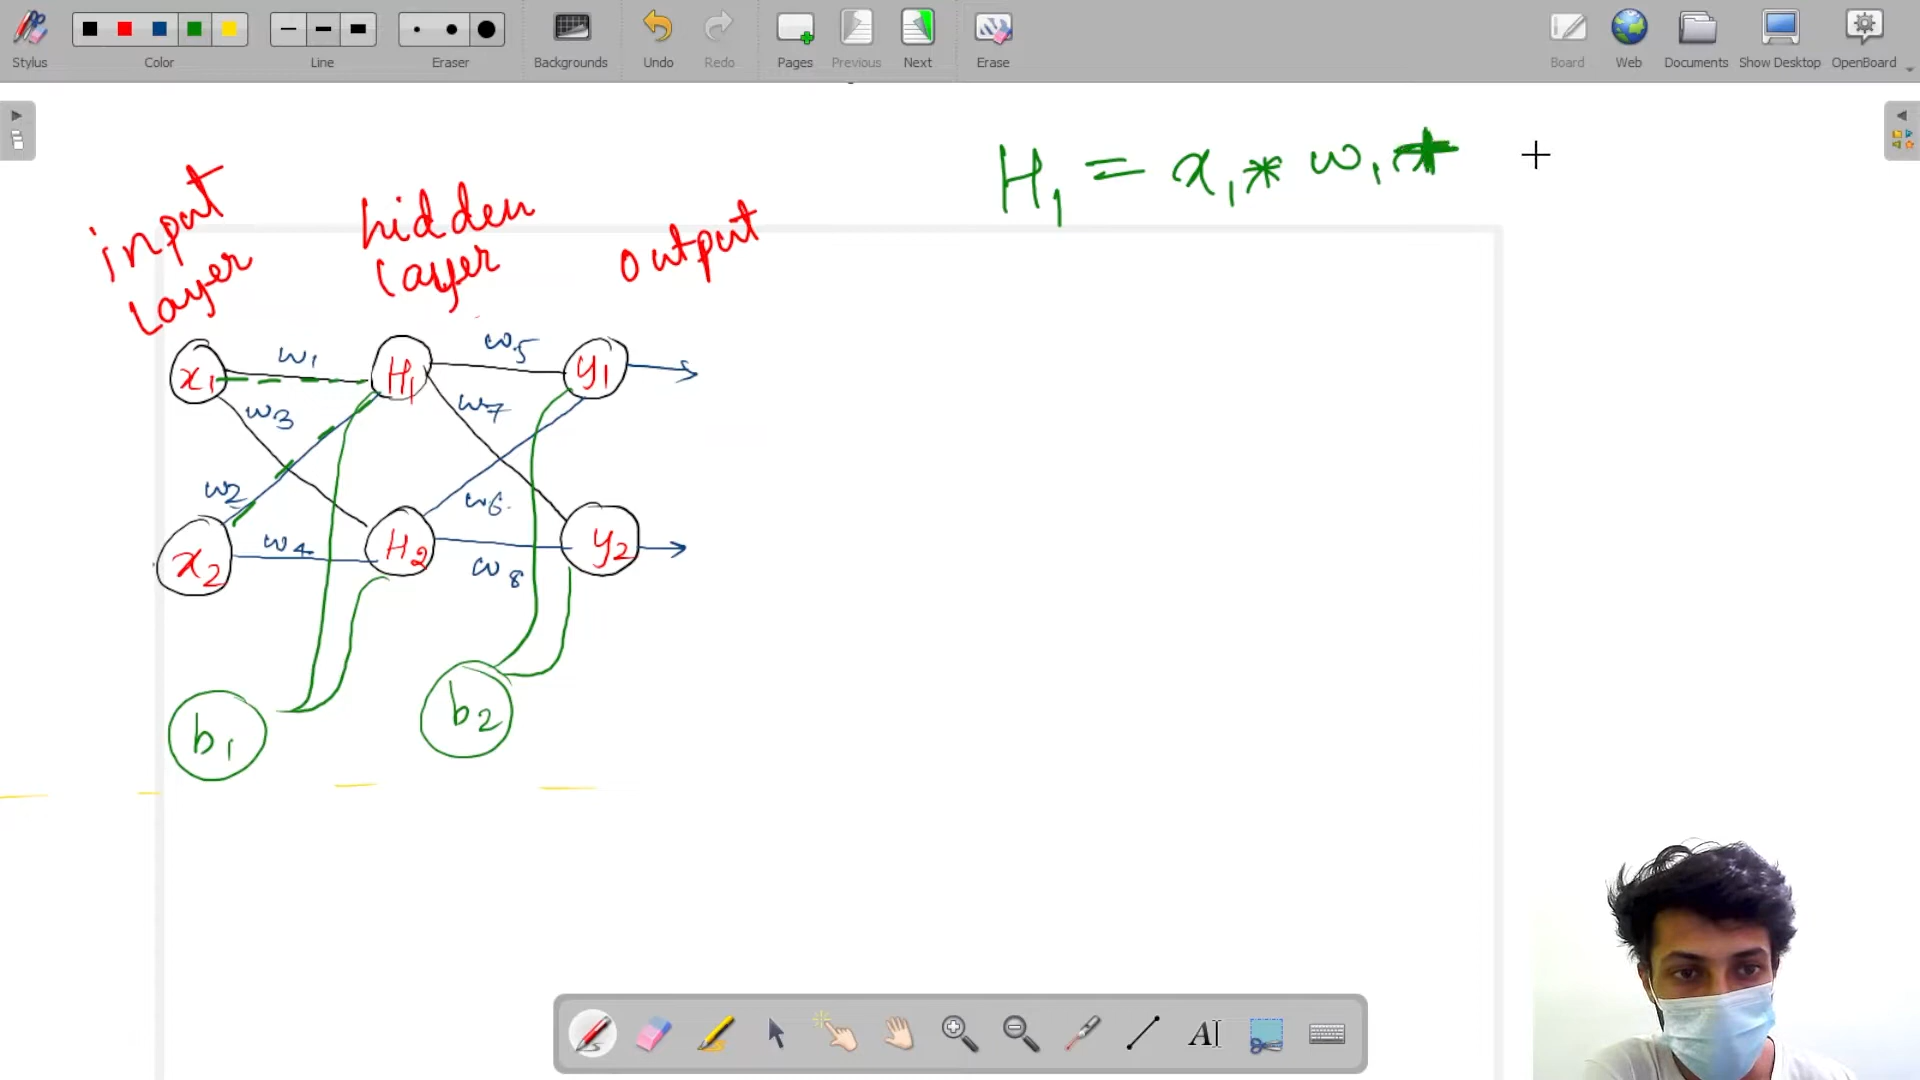 Stylus
Color
Line
Eraser
Backgrounds
Undo
Redo
Pages
Previous
Next
Erase
Board
Web
Documents
Show Desktop
OpenBoard
H1 = x1 * w1 +
input layer
hidden layer
output
x1
w1
H1
w5
y1
w3
w7
w2
w6
x2
w4
H2
w8
y2
b1
b2
AI